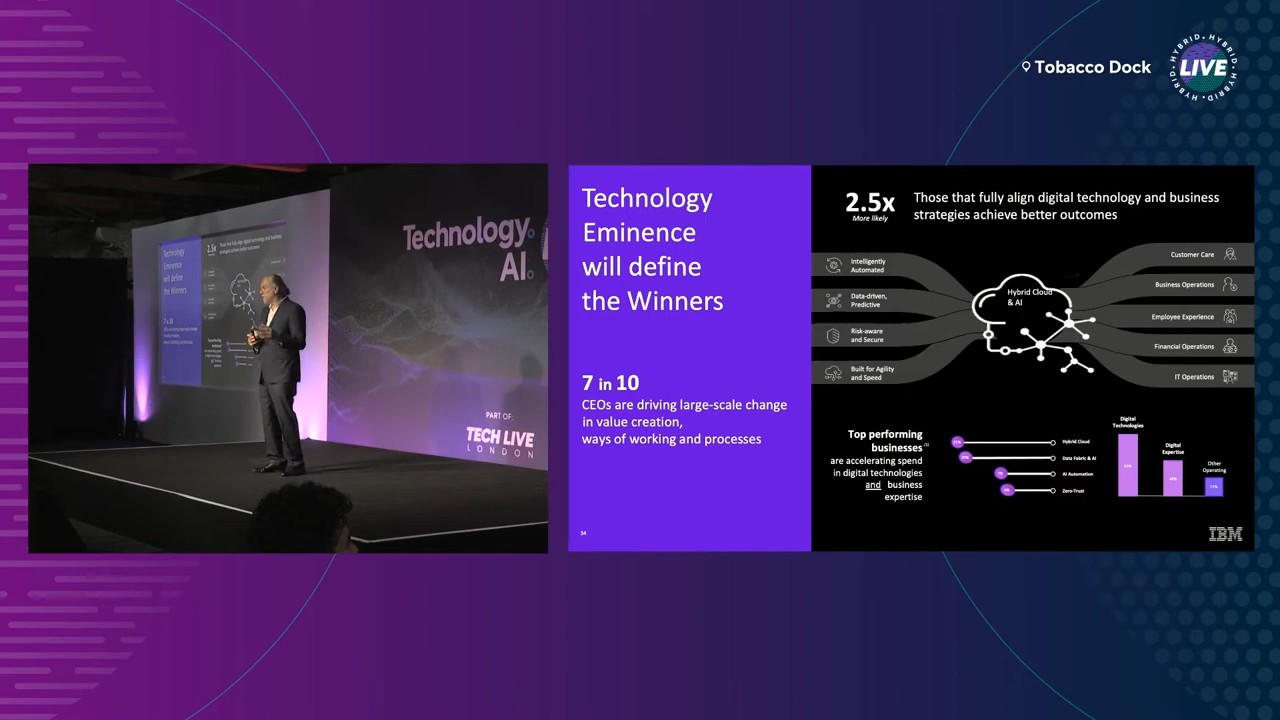 Tobacco Dock
HYBRID • HYBRID • HYBRID • HYBRID •
LIVE
Technology
AI
PART OF:
TECH LIVE
LONDON
Technology
Eminence
will define
the Winners
7 in 10
CEOs are driving large-scale change
in value creation,
ways of working and processes
34
2.5x
More likely
Those that fully align digital technology and business
strategies achieve better outcomes
Intelligently
Automated
Data-driven,
Predictive
Risk-aware
and Secure
Built for Agility
and Speed
Hybrid Cloud
& AI
Customer Care
Business Operations
Employee Experience
Financial Operations
IT Operations
Top performing
businesses
are accelerating spend
in digital technologies
and business
expertise
Hybrid Cloud
Data Fabric & AI
AI Automation
Zero-Trust
Digital
Technologies
Digital
Expertise
Other
Operating
IBM